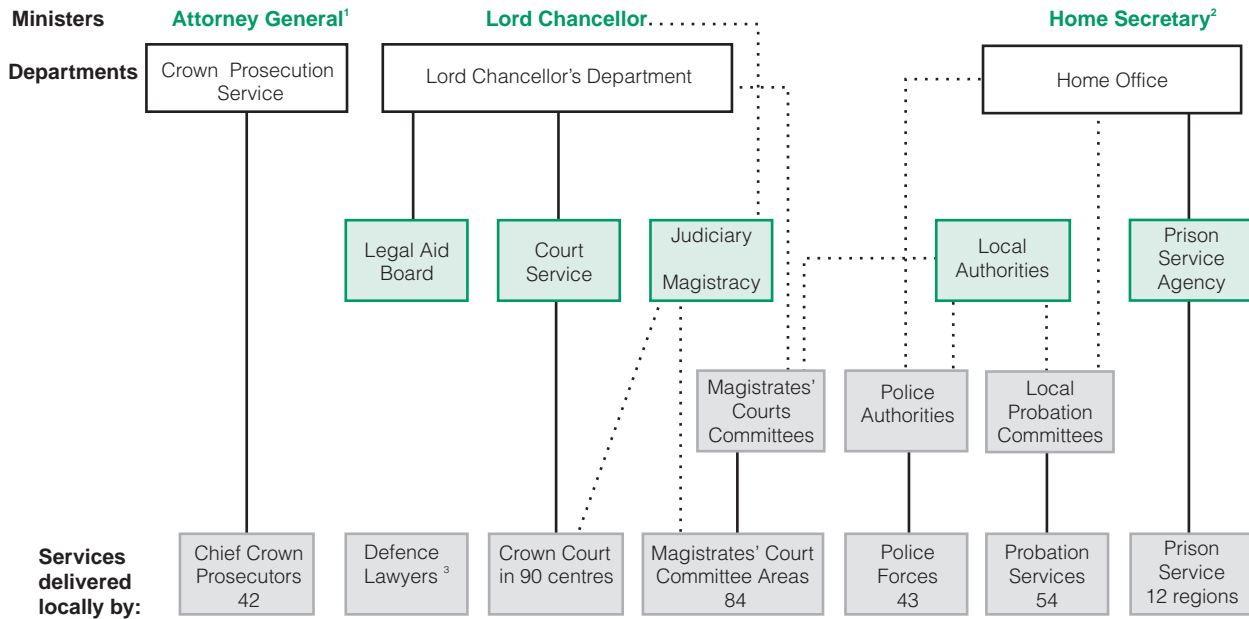 Ministers
Attorney General¹
Lord Chancellor
Home Secretary²
Departments
Crown Prosecution
Service
Lord Chancellor's Department
Home Office
Legal Aid
Board
Court
Service
Judiciary
Magistracy
Local
Authorities
Prison
Service
Agency
Magistrates'
Courts
Committees
Police
Authorities
Local
Probation
Committees
Services
delivered
locally by:
Chief Crown
Prosecutors
42
Defence
Lawyers ³
Crown Court
in 90 centres
Magistrates' Court
Committee Areas
84
Police
Forces
43
Probation
Services
54
Prison
Service
12 regions